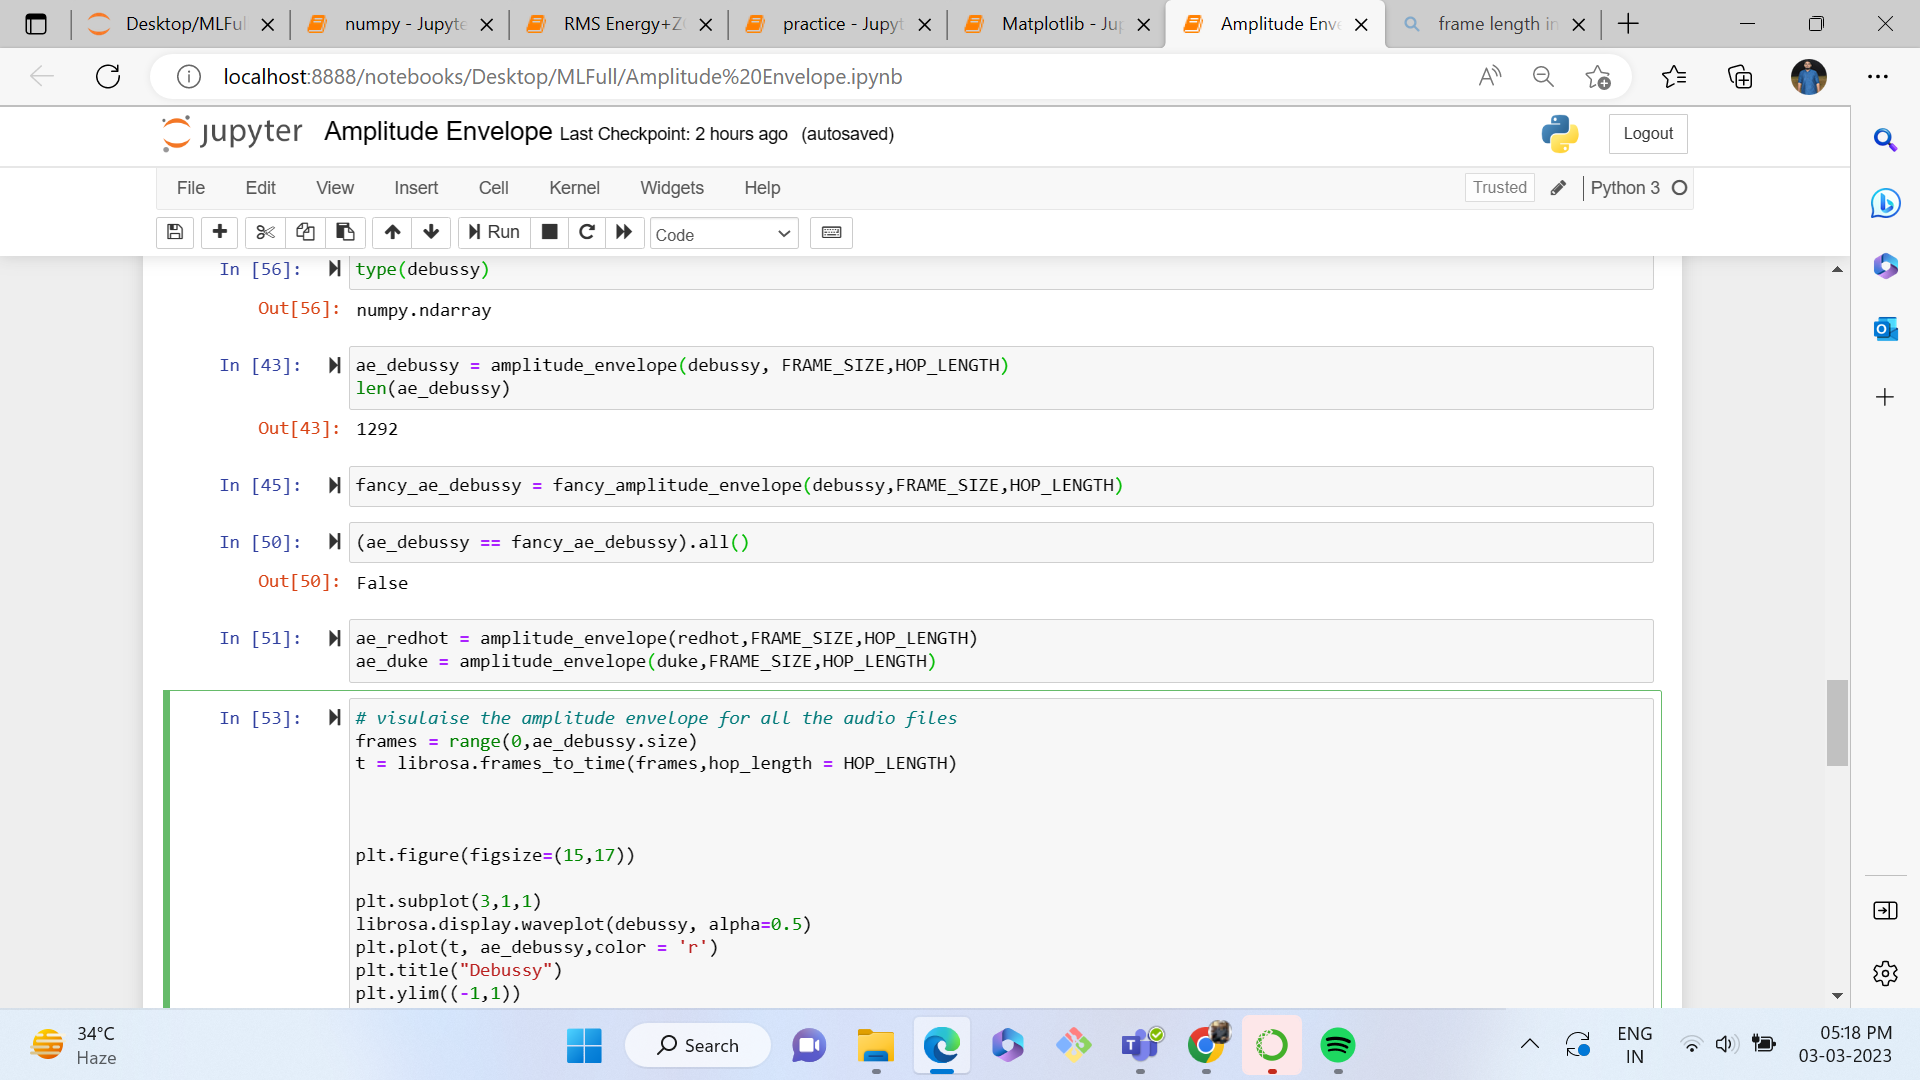 Desktop/MLFul
numpy - Jupyte
RMS Energy+Z
practice - Jupyt
Matplotlib - Ju
Amplitude Enve
frame length in
localhost:8888/notebooks/Desktop/MLFull/Amplitude%20Envelope.ipynb
jupyter Amplitude Envelope Last Checkpoint: 2 hours ago (autosaved)
Logout
File Edit View Insert Cell Kernel Widgets Help
Trusted Python 3
Run
Code
In [56]: type(debussy)
Out[56]: numpy.ndarray
In [43]: ae_debussy = amplitude_envelope(debussy, FRAME_SIZE,HOP_LENGTH)
len(ae_debussy)
Out[43]: 1292
In [45]: fancy_ae_debussy = fancy_amplitude_envelope(debussy,FRAME_SIZE,HOP_LENGTH)
In [50]: (ae_debussy == fancy_ae_debussy).all()
Out[50]: False
In [51]: ae_redhot = amplitude_envelope(redhot,FRAME_SIZE,HOP_LENGTH)
ae_duke = amplitude_envelope(duke,FRAME_SIZE,HOP_LENGTH)
In [53]: # visulaise the amplitude envelope for all the audio files
frames = range(0,ae_debussy.size)
t = librosa.frames_to_time(frames,hop_length = HOP_LENGTH)
plt.figure(figsize=(15,17))
plt.subplot(3,1,1)
librosa.display.waveplot(debussy, alpha=0.5)
plt.plot(t, ae_debussy,color = 'r')
plt.title("Debussy")
plt.ylim((-1,1))
34°C
Haze
Search
ENG
IN
05:18 PM
03-03-2023